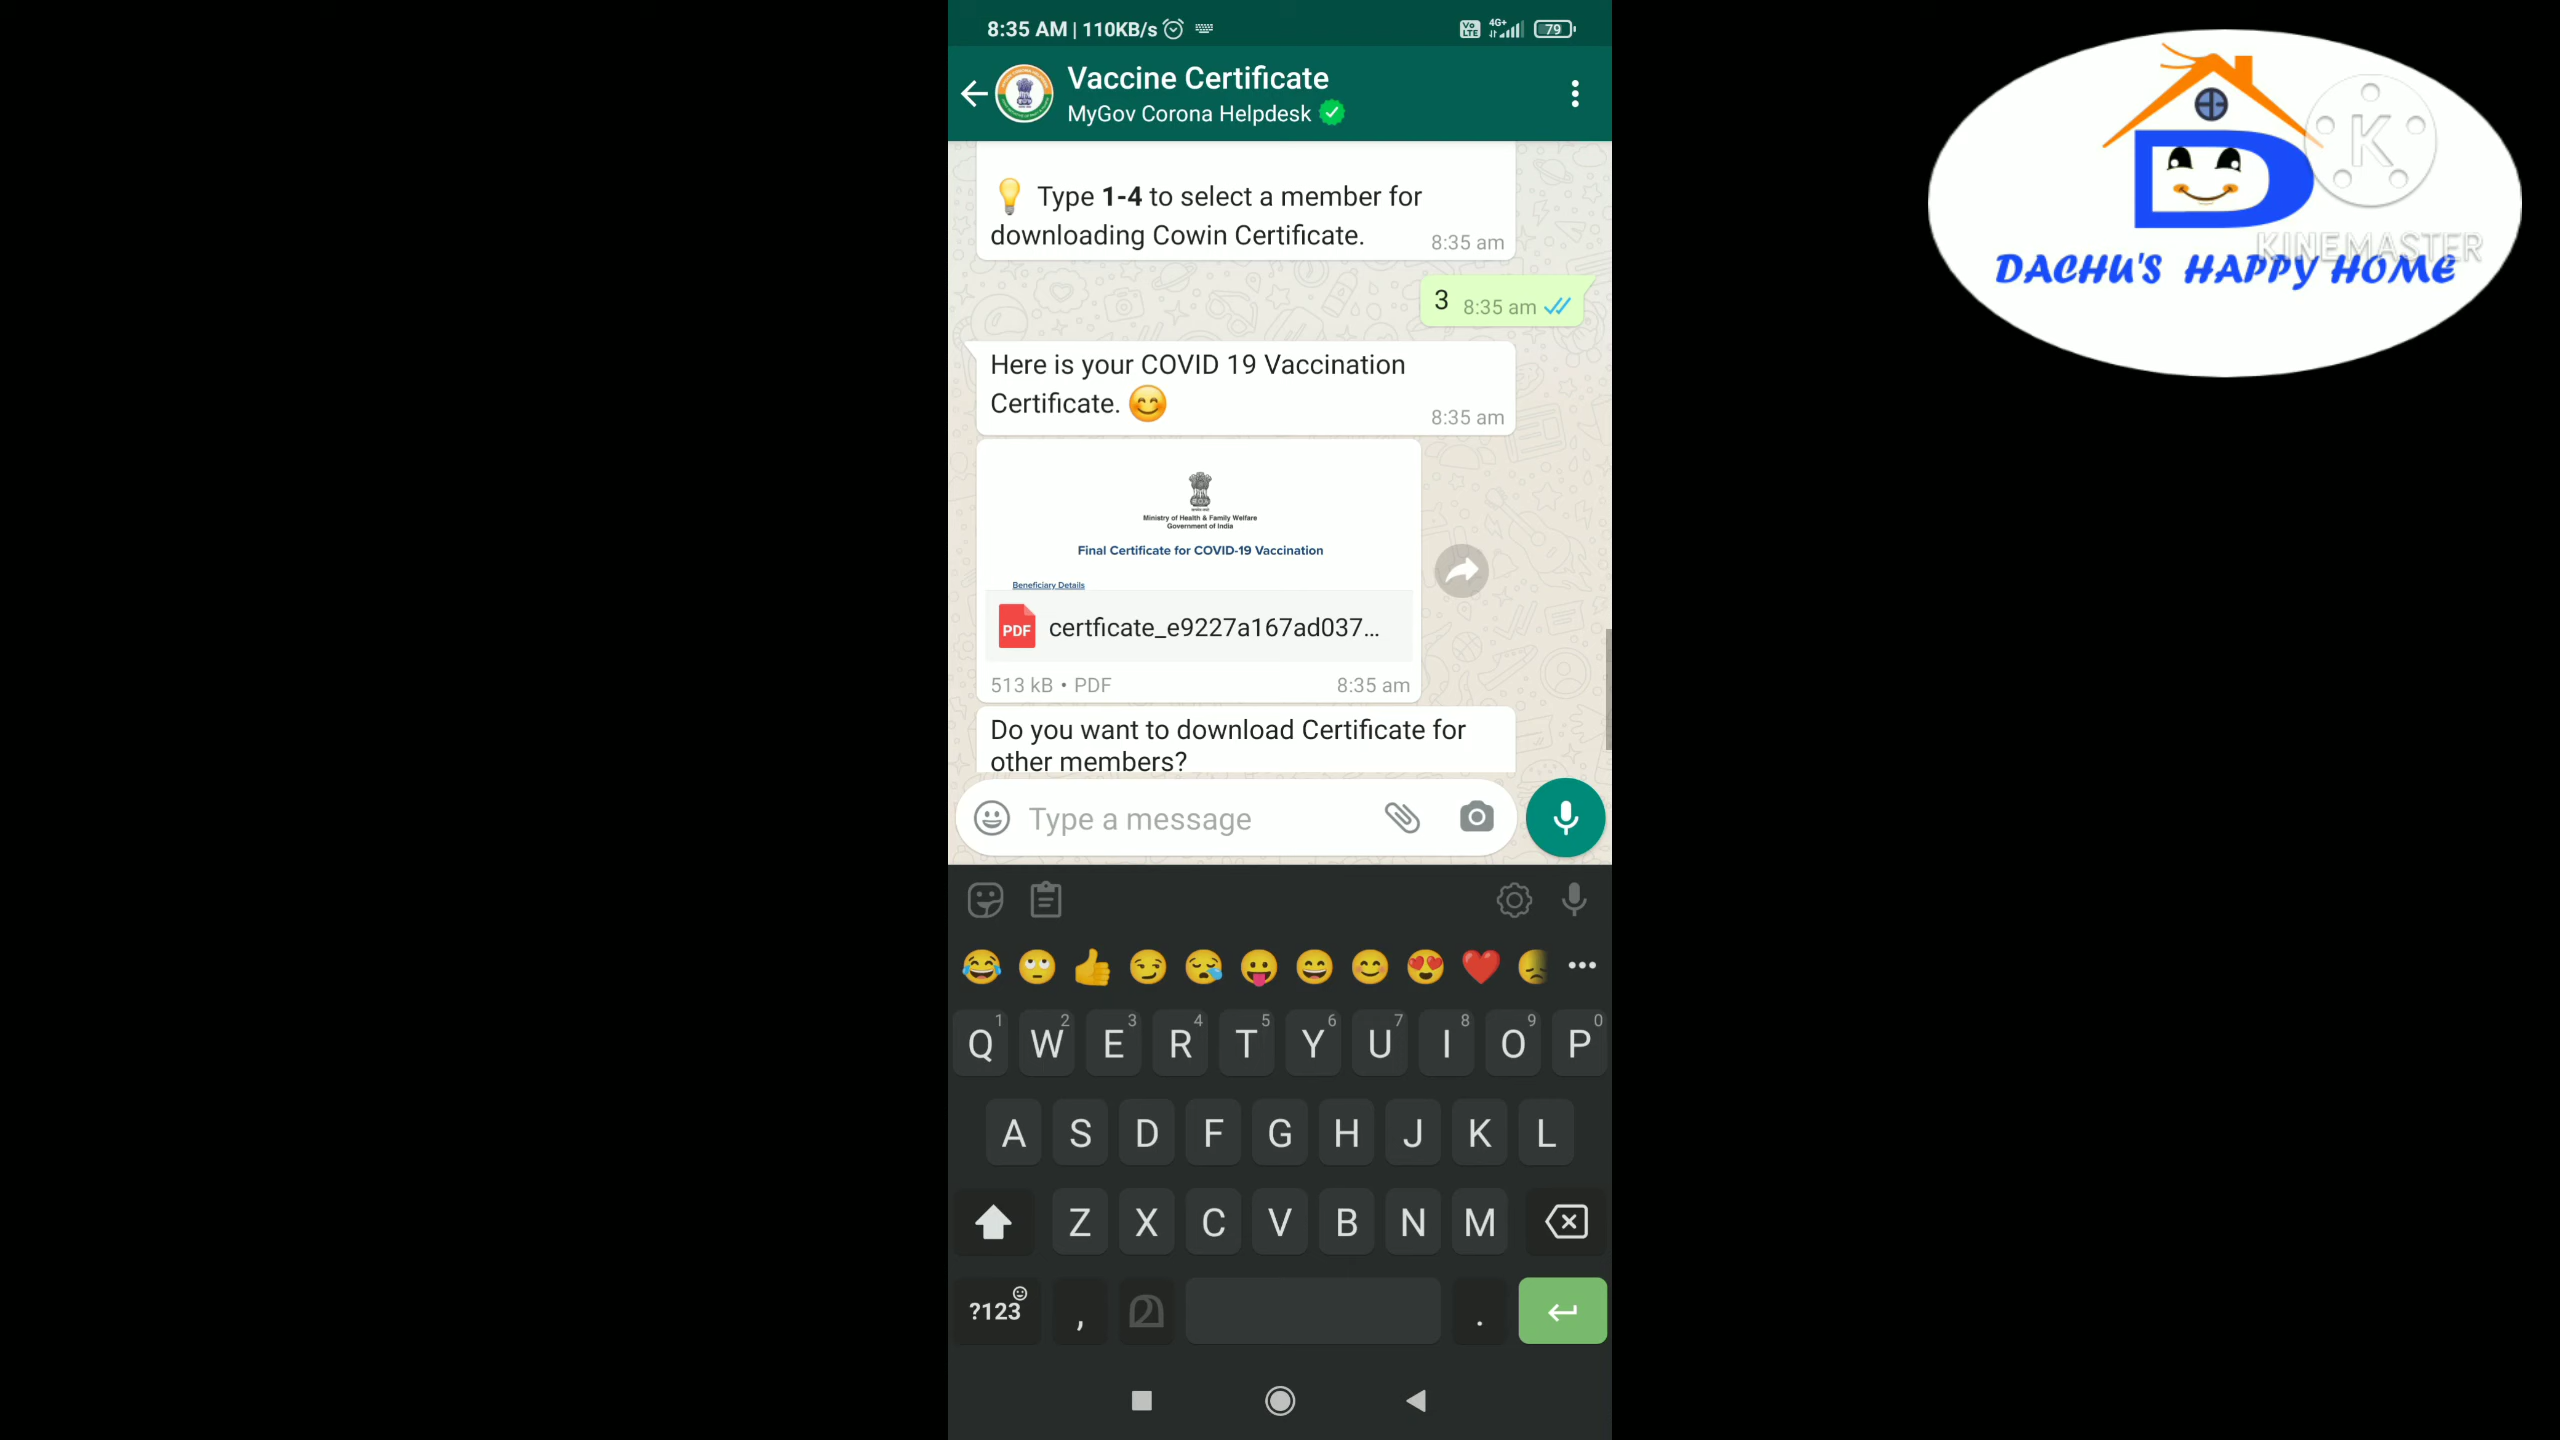 8:35 AM | 110KB/s
Vo LTE 4G+ 79
Vaccine Certificate
MyGov Corona Helpdesk
Type 1-4 to select a member for
downloading Cowin Certificate.
8:35 am
3 8:35 am
Here is your COVID 19 Vaccination
Certificate.
8:35 am
Ministry of Health & Family Welfare
Government of India
Final Certificate for COVID-19 Vaccination
Beneficiary Details
PDF certficate_e9227a167ad037...
513 kB • PDF 8:35 am
Do you want to download Certificate for
other members?
Type a message
1 2 3 4 5 6 7 8 9 0
Q W E R T Y U I O P
A S D F G H J K L
Z X C V B N M
?123 , മ .
D
K
KINEMASTER
DACHU'S HAPPY HOME